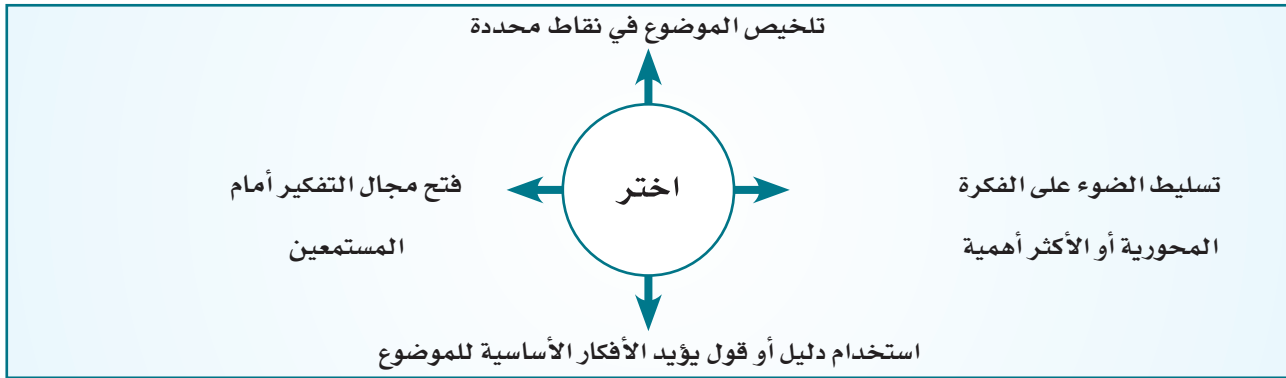 تلخيص الموضوع في نقاط محددة
تسليط الضوء على الفكرة
المحورية أو الأكثر أهمية
اختر
فتح مجال التفكير أمام
المستمعين
استخدام دليل أو قول يؤيد الأفكار الأساسية للموضوع